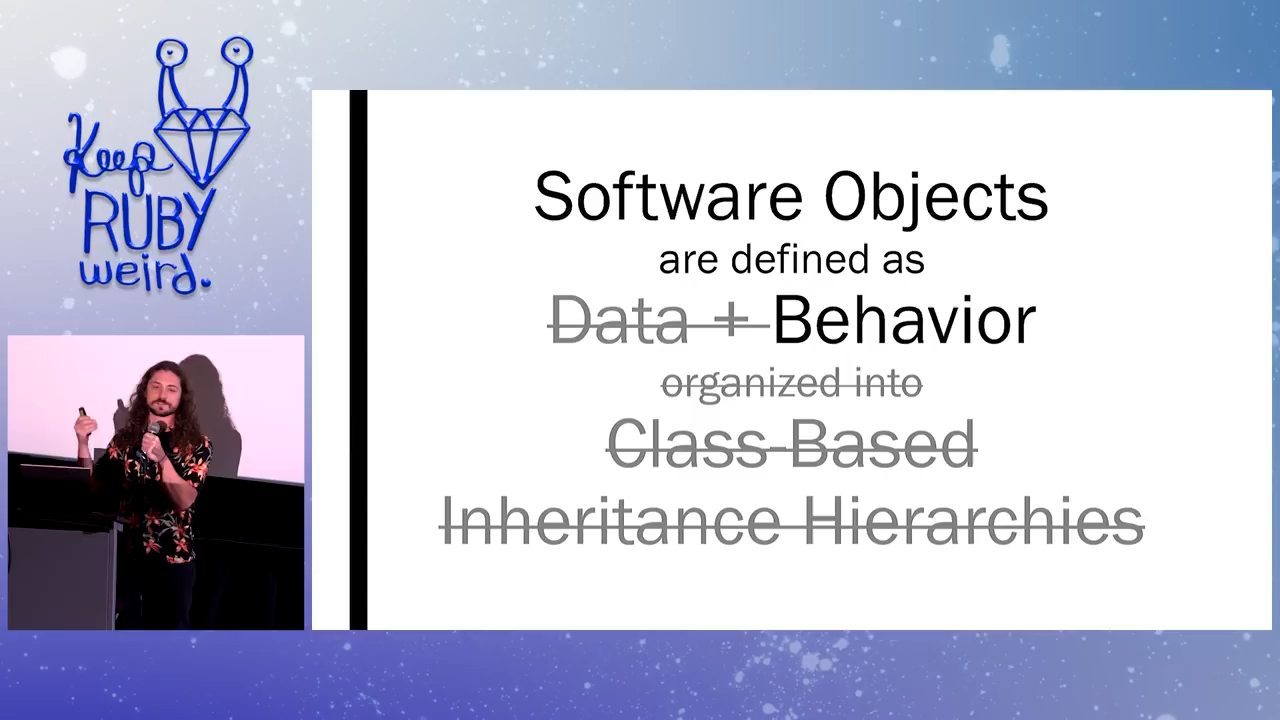 Keep
RUBY
weird.
Software Objects
are defined as
Data + Behavior
organized into
Class-Based
Inheritance Hierarchies